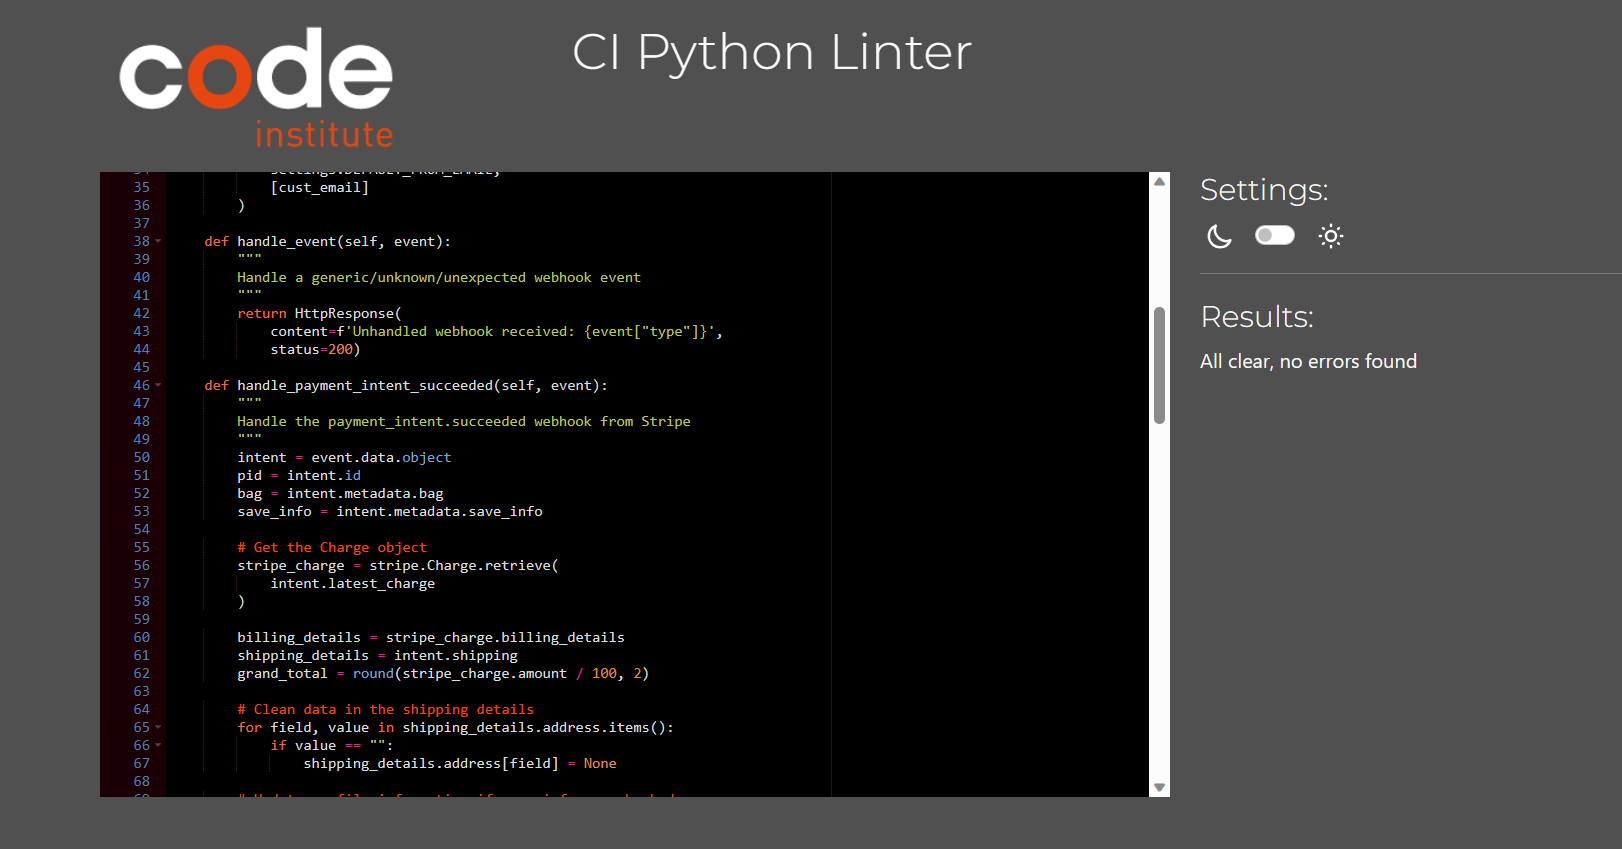 code
institute
CI Python Linter
35 [cust_email]
36 )
37
38 def handle_event(self, event):
39 """
40 Handle a generic/unknown/unexpected webhook event
41 """
42 return HttpResponse(
43 content=f'Unhandled webhook received: {event["type"]}',
44 status=200)
45
46 def handle_payment_intent_succeeded(self, event):
47 """
48 Handle the payment_intent.succeeded webhook from Stripe
49 """
50 intent = event.data.object
51 pid = intent.id
52 bag = intent.metadata.bag
53 save_info = intent.metadata.save_info
54
55 # Get the Charge object
56 stripe_charge = stripe.Charge.retrieve(
57 intent.latest_charge
58 )
59
60 billing_details = stripe_charge.billing_details
61 shipping_details = intent.shipping
62 grand_total = round(stripe_charge.amount / 100, 2)
63
64 # Clean data in the shipping details
65 for field, value in shipping_details.address.items():
66 if value == "":
67 shipping_details.address[field] = None
68
Settings:
Results:
All clear, no errors found